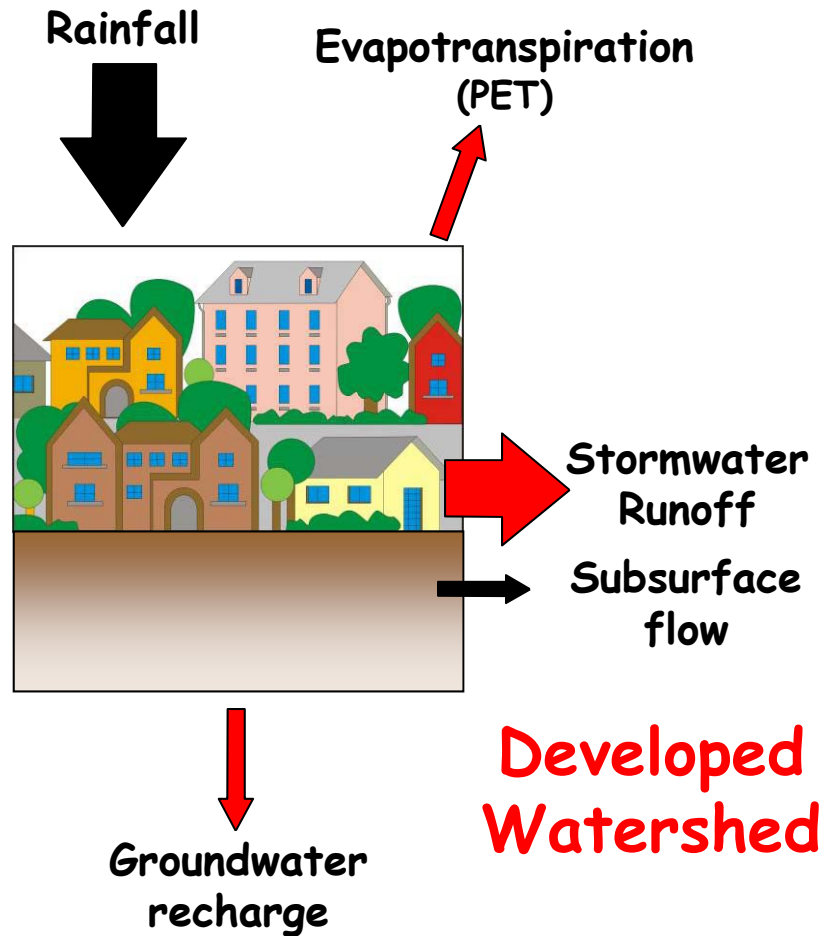 Rainfall
Evapotranspiration
(PET)
Stormwater
Runoff
Subsurface
flow
Developed
Watershed
Groundwater
recharge